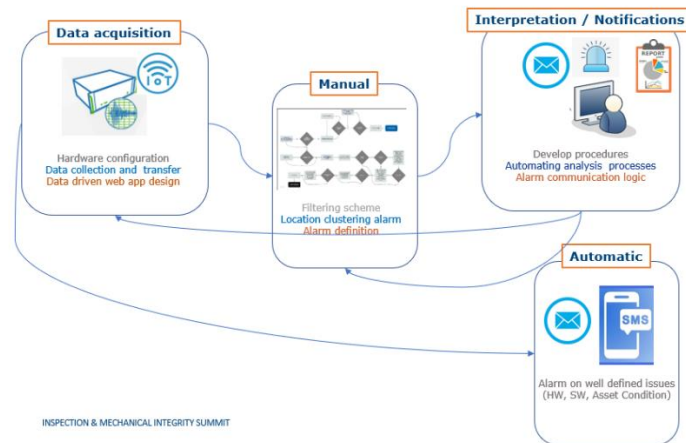 Data acquisition
IoT
Hardware configuration
Data collection and transfer
Data driven web app design
Manual
Filtering scheme
Location clustering alarm
Alarm definition
Interpretation / Notifications
REPORT
Develop procedures
Automating analysis processes
Alarm communication logic
Automatic
SMS
Alarm on well defined issues
(HW, SW, Asset Condition)
INSPECTION & MECHANICAL INTEGRITY SUMMIT